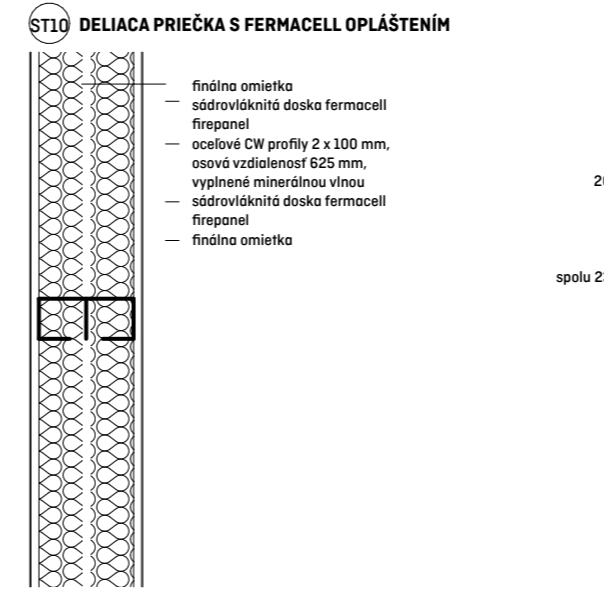 ST10 DELIACA PRIEČKA S FERMACELL OPLÁŠTENÍM
finálna omietka
— sádrovláknitá doska fermacell
firepanel
— oceľové CW profily 2 x 100 mm,
osová vzdialenosť 625 mm,
vyplnené minerálnou vlnou
— sádrovláknitá doska fermacell
firepanel
— finálna omietka
spolu